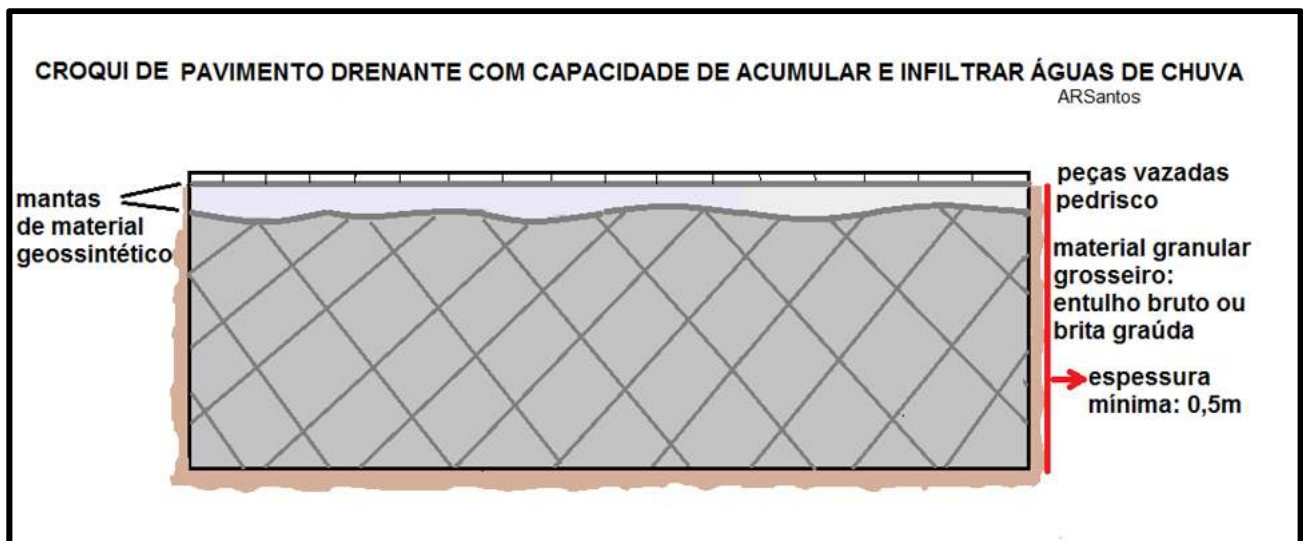 CROQUI DE PAVIMENTO DRENANTE COM CAPACIDADE DE ACUMULAR E INFILTRAR ÁGUAS DE CHUVA
ARSantos
mantas
de material
geossintético
peças vazadas
pedrisco
material granular
grosseiro:
entulho bruto ou
brita graúda
espessura
mínima: 0,5m